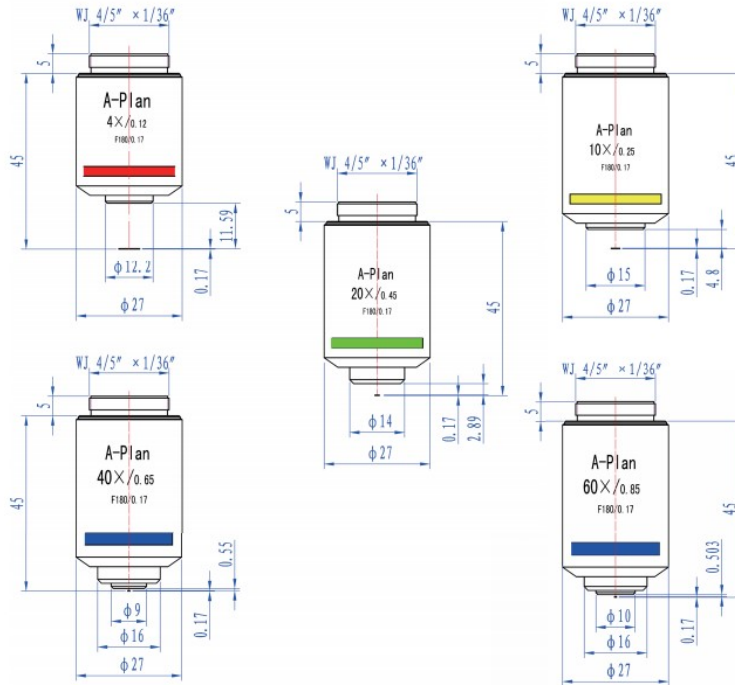 WJ 4/5″ ×1/36″
5
45
A-Plan
4×/0.12
F180/0.17
11.59
0.17
ϕ12.2
ϕ27
WJ 4/5″ ×1/36″
5
45
A-Plan
10×/0.25
F180/0.17
0.17
4.8
ϕ15
ϕ27
WJ 4/5″ ×1/36″
5
45
A-Plan
20×/0.45
F180/0.17
0.17
2.89
ϕ14
ϕ27
WJ 4/5″ ×1/36″
5
45
A-Plan
40×/0.65
F180/0.17
0.55
0.17
ϕ9
ϕ16
ϕ27
WJ 4/5″ ×1/36″
5
45
A-Plan
60×/0.85
F180/0.17
0.503
0.17
ϕ10
ϕ16
ϕ27